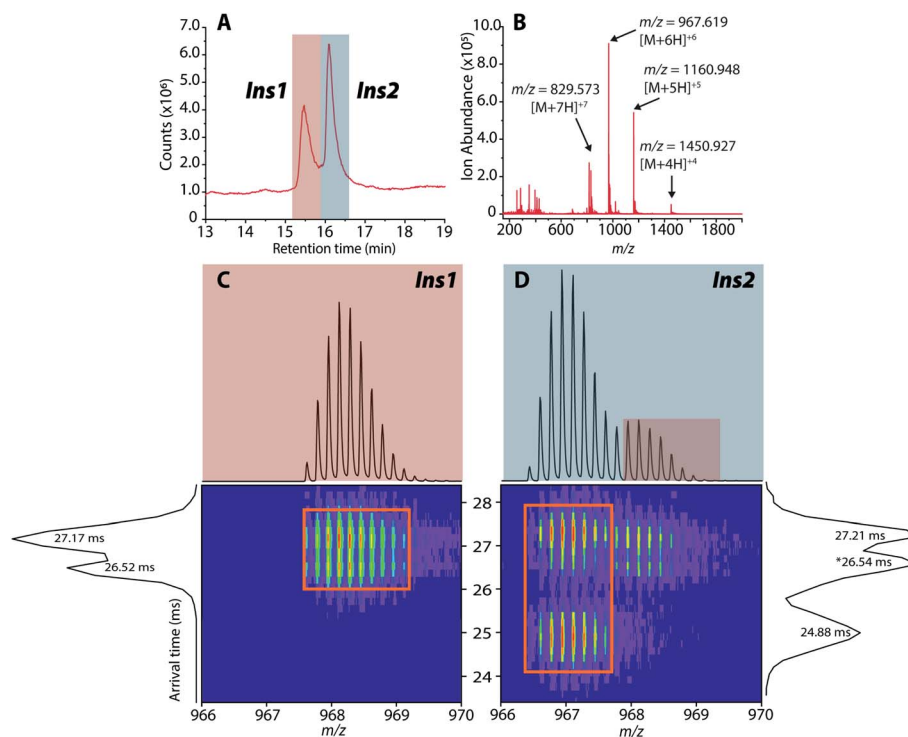 A
Counts (x10⁶)
7.0
6.0
5.0
4.0
3.0
2.0
1.0
0
Ins1
Ins2
13 14 15 16 17 18 19
Retention time (min)
B
Ion Abundance (x10⁵)
10.0
8.0
6.0
4.0
2.0
0
m/z = 967.619
[M+6H]⁺⁶
m/z = 1160.948
[M+5H]⁺⁵
m/z = 829.573
[M+7H]⁺⁷
m/z = 1450.927
[M+4H]⁺⁴
200 600 1000 1400 1800
m/z
C
Ins1
D
Ins2
27.17 ms
26.52 ms
Arrival time (ms)
28
27
26
25
24
27.21 ms
*26.54 ms
24.88 ms
966 967 968 969 970
m/z
966 967 968 969 970
m/z